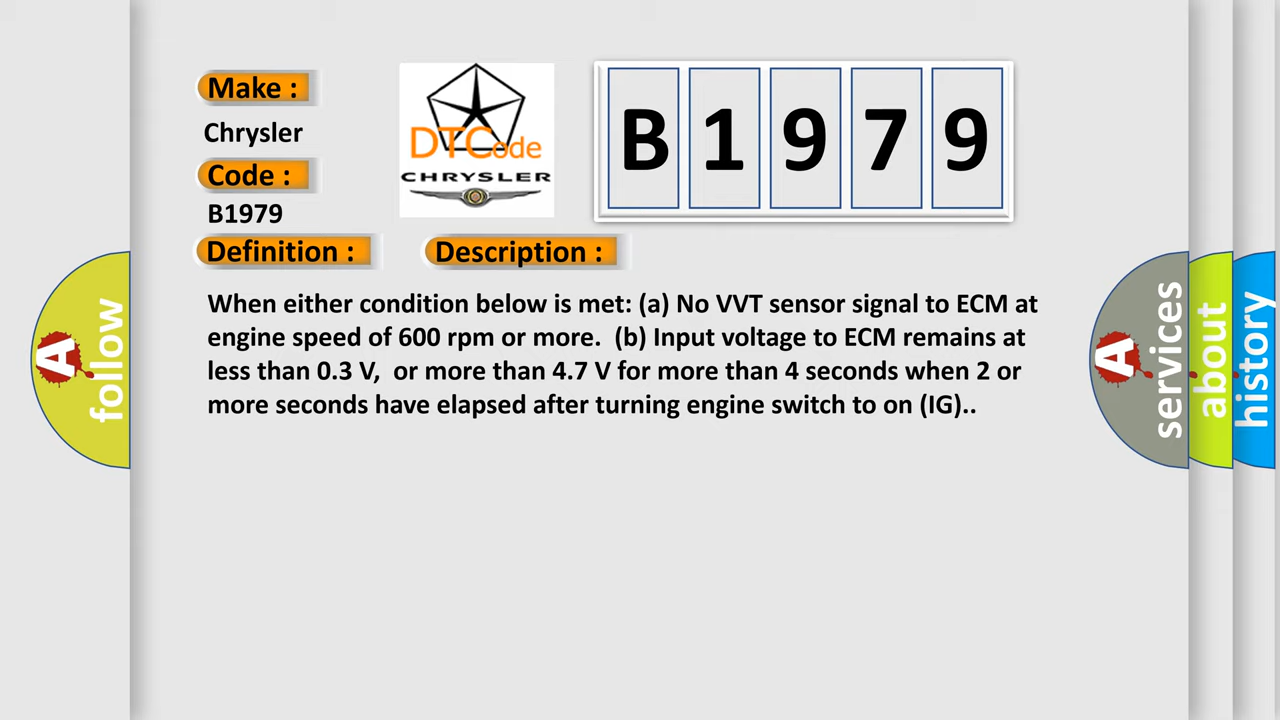 Make :
Chrysler
Code :
B1979
Definition :
Description :
DTCode
CHRYSLER
B 1 9 7 9
When either condition below is met: (a) No VVT sensor signal to ECM at
engine speed of 600 rpm or more.  (b) Input voltage to ECM remains at
less than 0.3 V,  or more than 4.7 V for more than 4 seconds when 2 or
more seconds have elapsed after turning engine switch to on (IG)..
A follow
A services
about
history